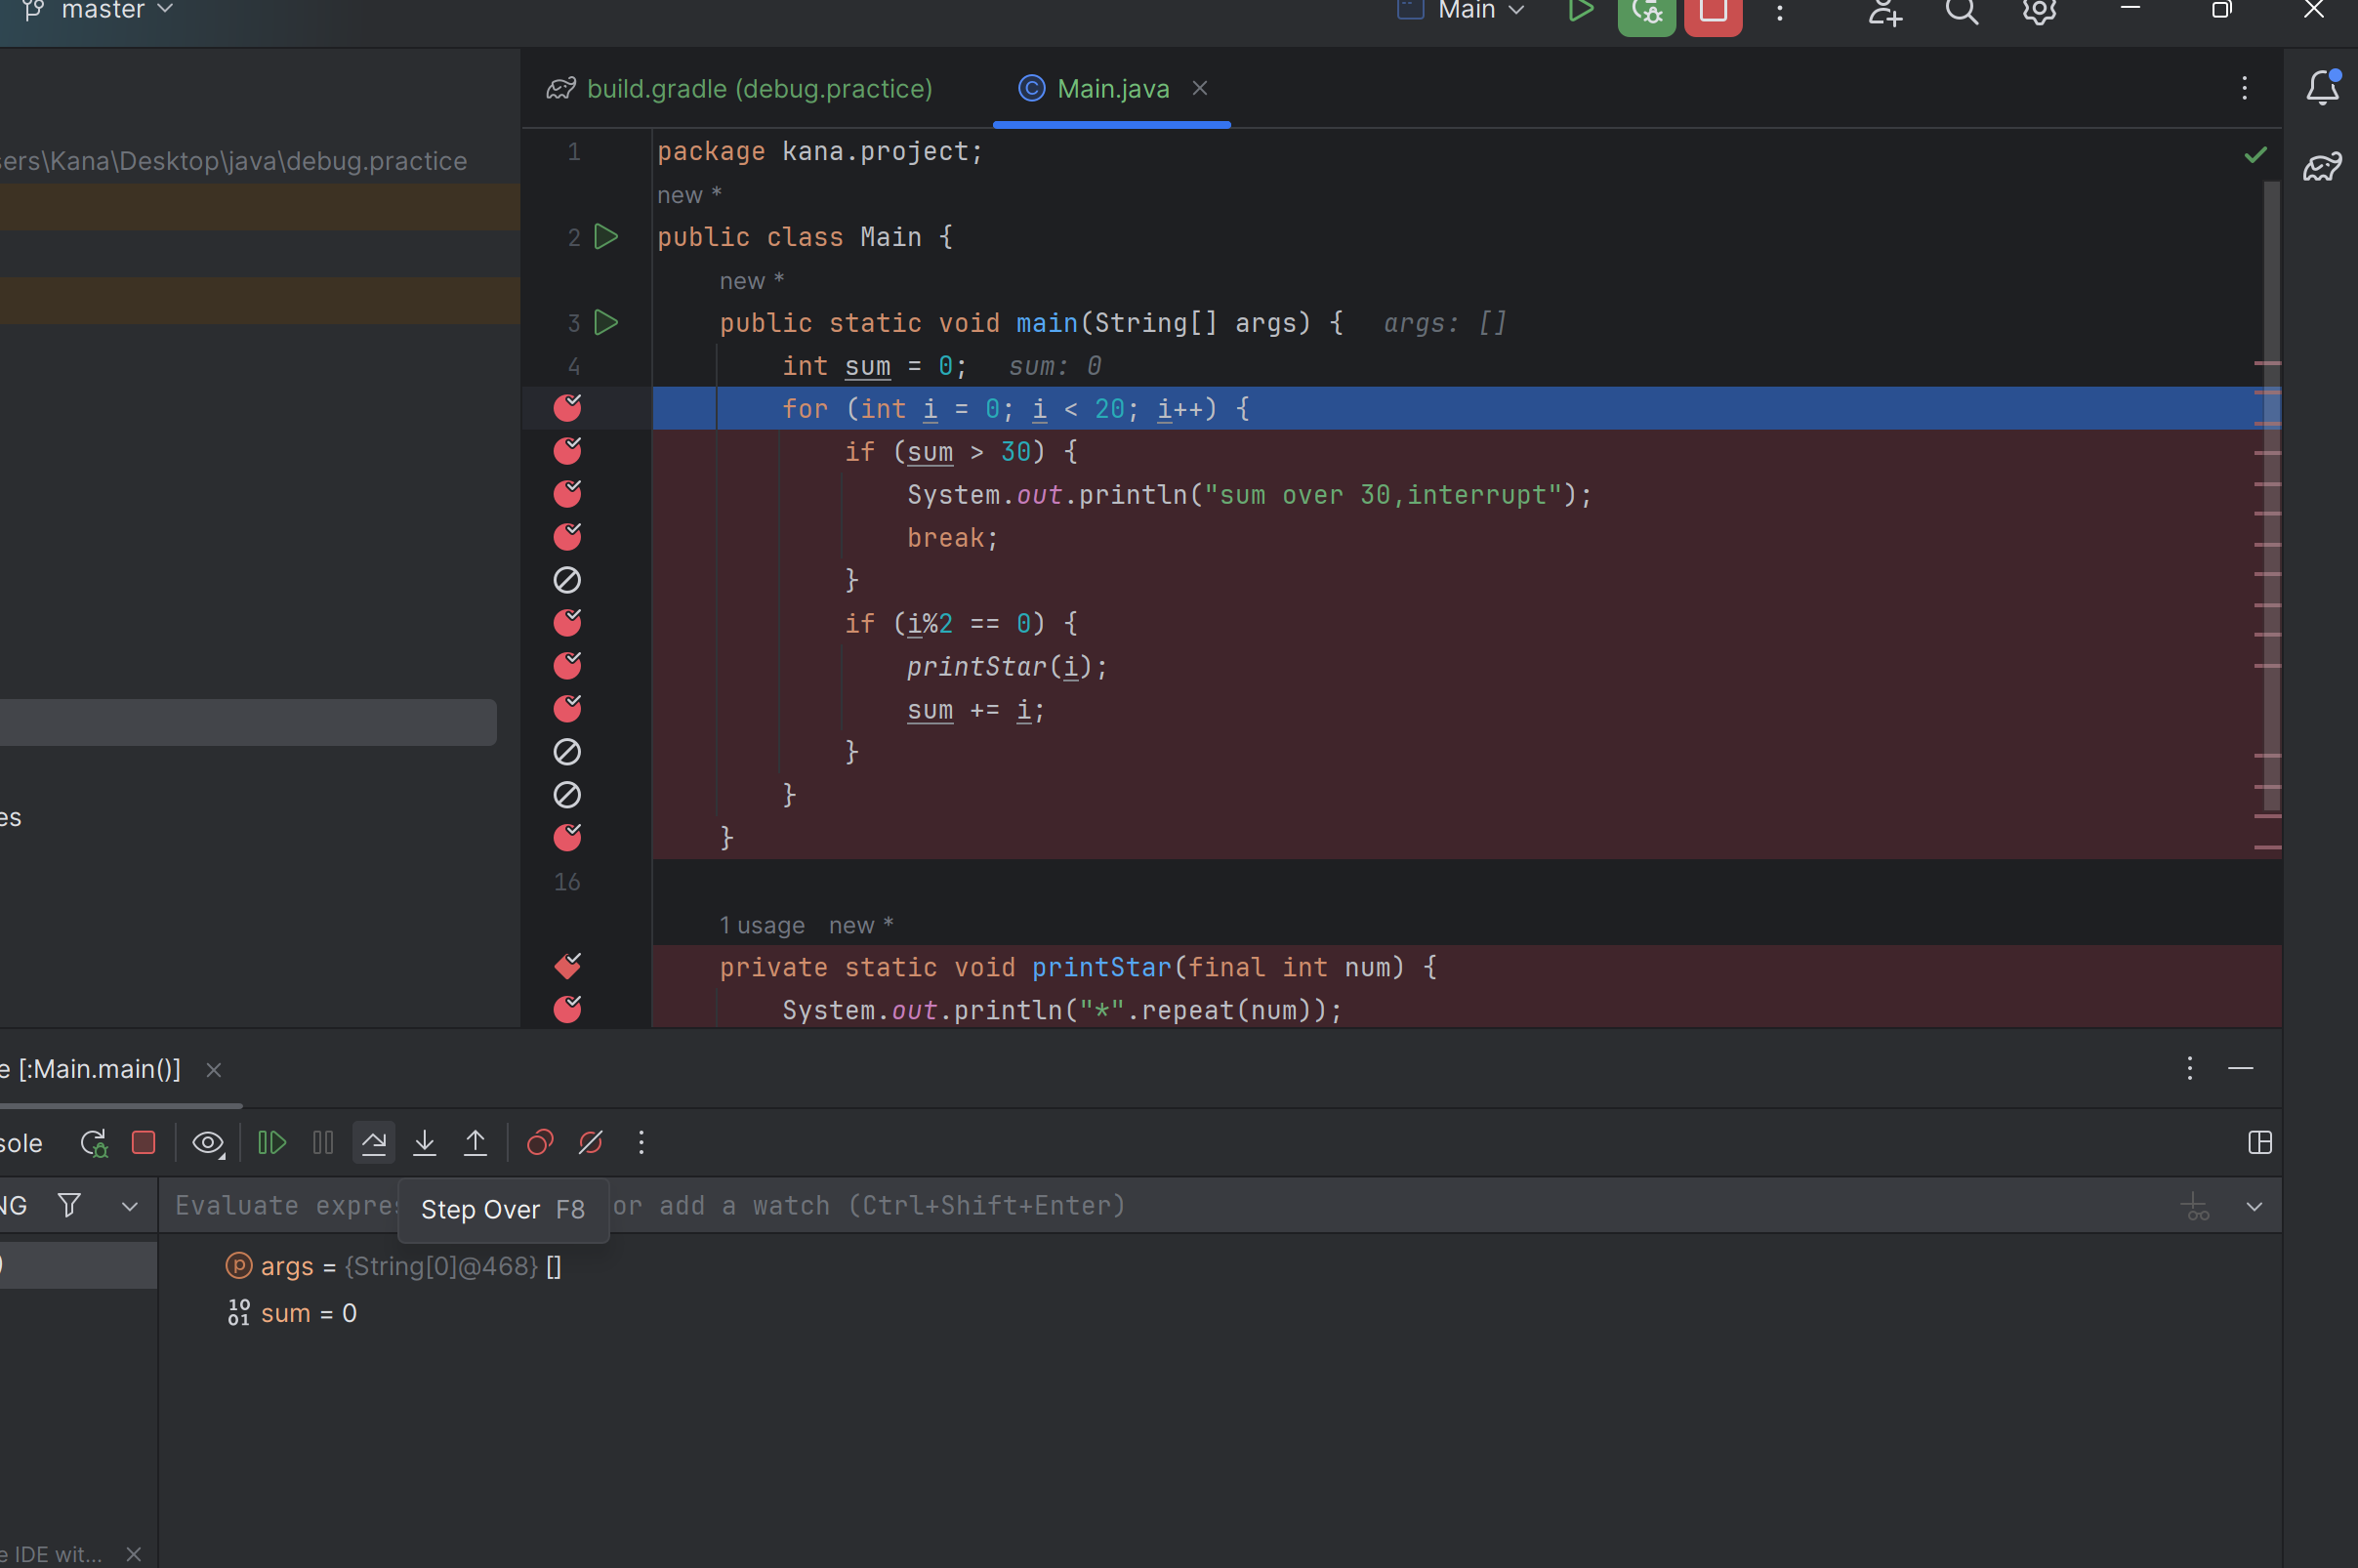 master
Main
build.gradle (debug.practice)
Main.java
ers\Kana\Desktop\java\debug.practice
1 package kana.project;
new *
2 public class Main {
new *
3 public static void main(String[] args) { args: []
4 int sum = 0; sum: 0
for (int i = 0; i < 20; i++) {
if (sum > 30) {
System.out.println("sum over 30,interrupt");
break;
}
if (i%2 == 0) {
printStar(i);
sum += i;
}
}
}
es
16
1 usage new *
private static void printStar(final int num) {
System.out.println("*".repeat(num));
e [:Main.main()]
sole
NG
Evaluate expres
or add a watch (Ctrl+Shift+Enter)
Step Over F8
args = {String[0]@468} []
sum = 0
e IDE wit...